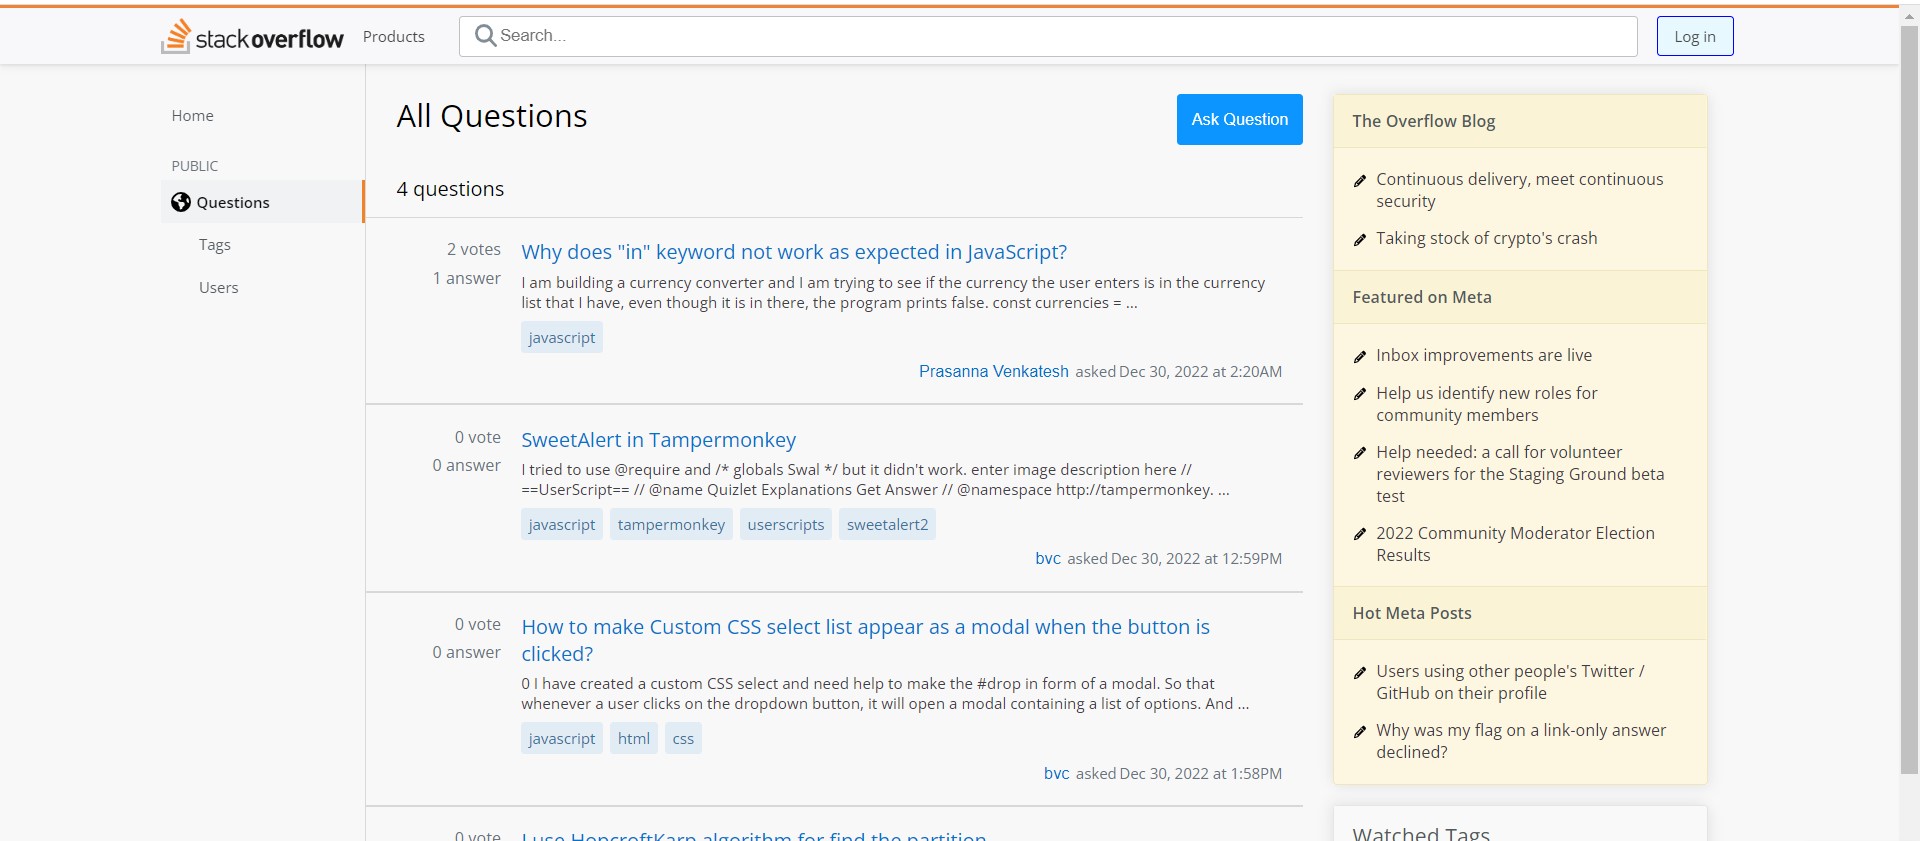 stack overflow
Products
Search...
Log in
Home
PUBLIC
Questions
Tags
Users
All Questions
Ask Question
4 questions
2 votes
1 answer
Why does "in" keyword not work as expected in JavaScript?
I am building a currency converter and I am trying to see if the currency the user enters is in the currency
list that I have, even though it is in there, the program prints false. const currencies = ...
javascript
Prasanna Venkatesh asked Dec 30, 2022 at 2:20AM
0 vote
0 answer
SweetAlert in Tampermonkey
I tried to use @require and /* globals Swal */ but it didn't work. enter image description here //
==UserScript== // @name Quizlet Explanations Get Answer // @namespace http://tampermonkey. ...
javascript tampermonkey userscripts sweetalert2
bvc asked Dec 30, 2022 at 12:59PM
0 vote
0 answer
How to make Custom CSS select list appear as a modal when the button is
clicked?
0 I have created a custom CSS select and need help to make the #drop in form of a modal. So that
whenever a user clicks on the dropdown button, it will open a modal containing a list of options. And ...
javascript html css
bvc asked Dec 30, 2022 at 1:58PM
0 vote
I use HopcroftKarp algorithm for find the partition
The Overflow Blog
Continuous delivery, meet continuous
security
Taking stock of crypto's crash
Featured on Meta
Inbox improvements are live
Help us identify new roles for
community members
Help needed: a call for volunteer
reviewers for the Staging Ground beta
test
2022 Community Moderator Election
Results
Hot Meta Posts
Users using other people's Twitter /
GitHub on their profile
Why was my flag on a link-only answer
declined?
Watched Tags